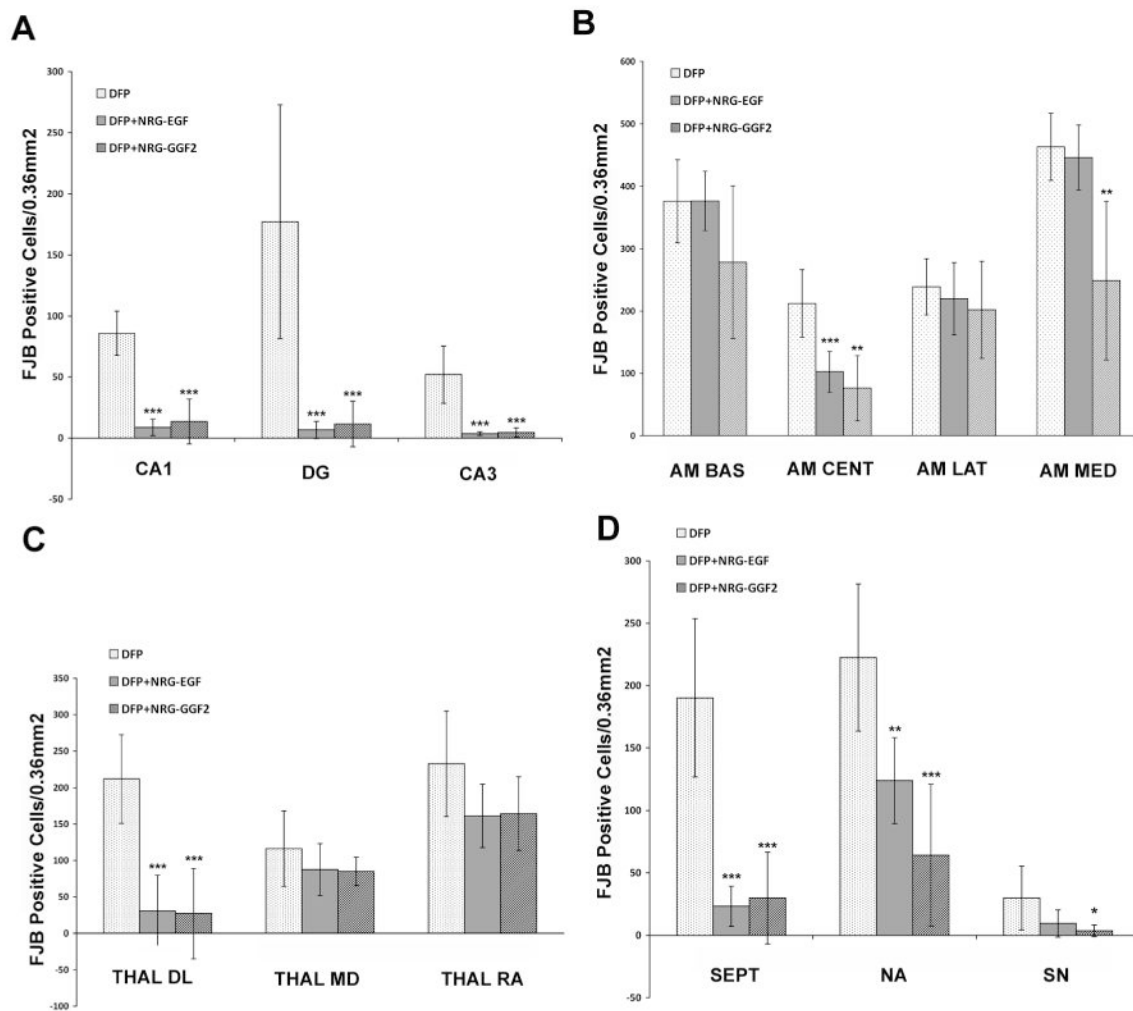 A
FJB Positive Cells/0.36mm2
300
250
200
150
100
50
0
-50
DFP
DFP+NRG-EGF
DFP+NRG-GGF2
*** ***
*** ***
*** ***
CA1 DG CA3
B
FJB Positive Cells/0.36mm2
600
500
400
300
200
100
0
DFP
DFP+NRG-EGF
DFP+NRG-GGF2
**
*** **
AM BAS AM CENT AM LAT AM MED
C
FJB Positive Cells/0.36mm2
350
300
250
200
150
100
50
0
-50
-100
DFP
DFP+NRG-EGF
DFP+NRG-GGF2
*** ***
THAL DL THAL MD THAL RA
D
FJB Positive Cells/0.36mm2
300
250
200
150
100
50
0
-50
DFP
DFP+NRG-EGF
DFP+NRG-GGF2
** ***
*** ***
*
SEPT NA SN